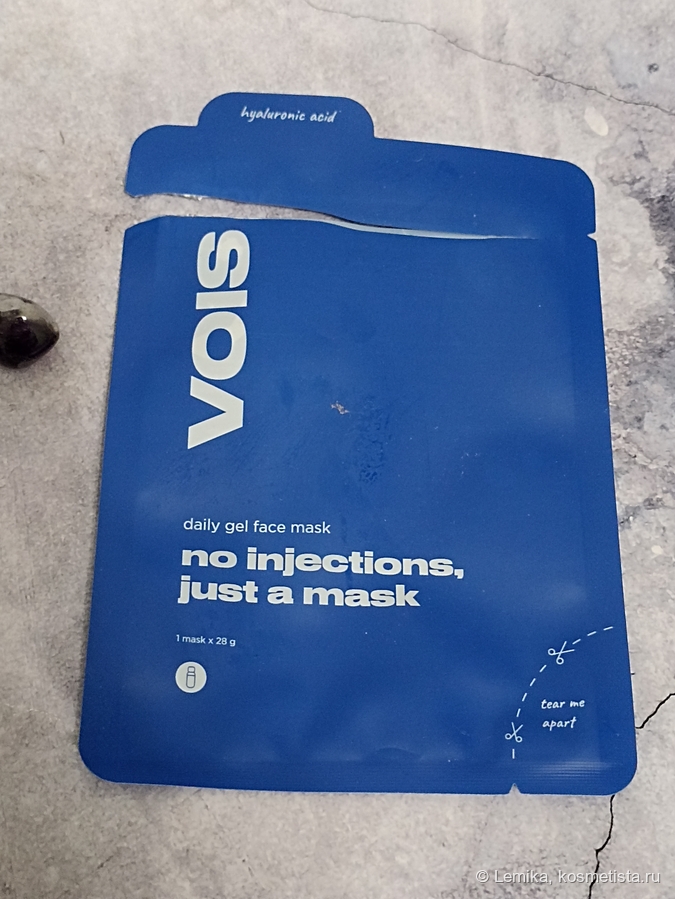 hyaluronic acid
VOIS
daily gel face mask
no injections,
just a mask
1 mask x 28 g
tear me
apart
© Lemika, kosmetista.ru